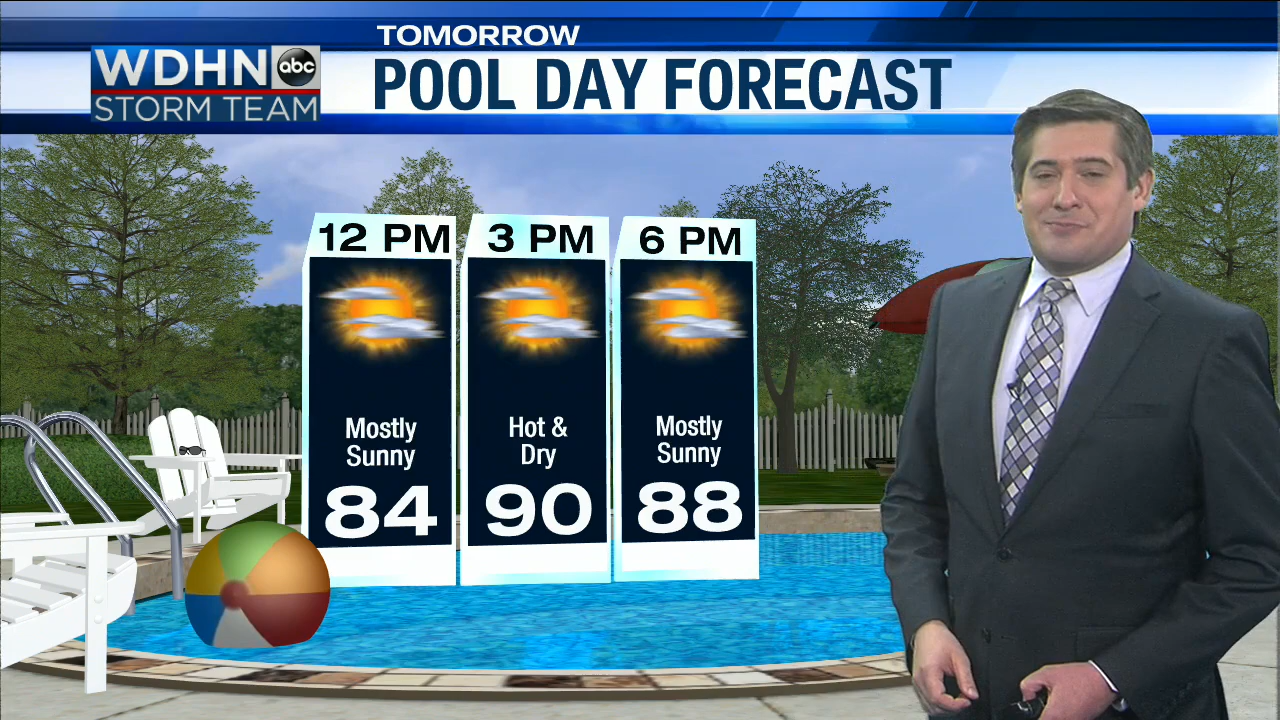 TOMORROW
WDHN abc
STORM TEAM
POOL DAY FORECAST
12 PM
Mostly
Sunny
84
3 PM
Hot &
Dry
90
6 PM
Mostly
Sunny
88